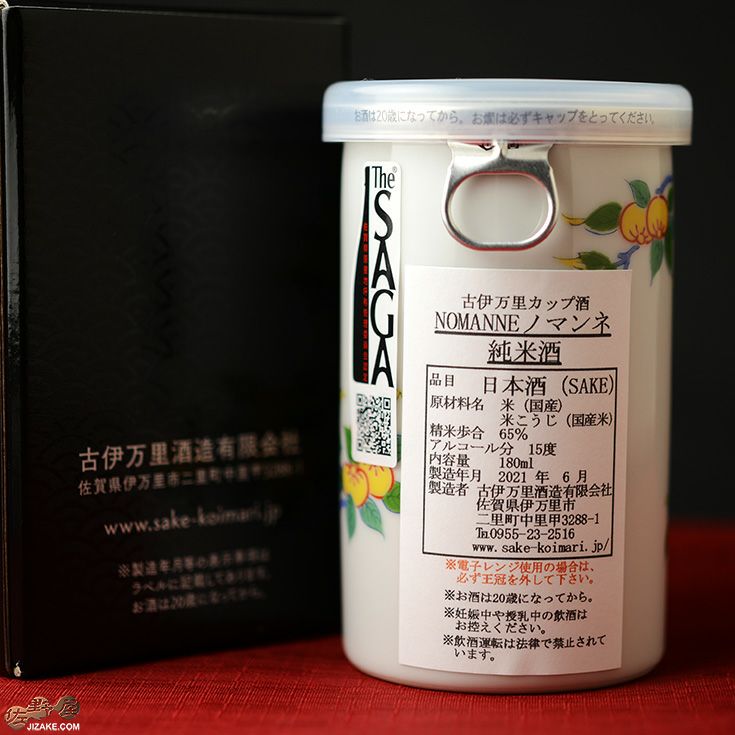 お酒は20歳になってから。お燗は必ずキャップをとってください。
The SAGA
古伊万里カップ酒
NOMANNEノマンネ
純米酒
品目 日本酒(SAKE)
原材料名 米(国産)
米こうじ(国産米)
精米歩合 65%
アルコール分 15度
内容量 180ml
製造年月 2021年 6月
製造者 古伊万里酒造有限会社
佐賀県伊万里市
二里町中里甲3288-1
℡0955-23-2516
www.sake-koimari.jp/
※電子レンジ使用の場合は、
必ず王冠を外して下さい。
※お酒は20歳になってから。
※妊娠中や授乳中の飲酒は
お控えください。
※飲酒運転は法律で禁止されて
います。
古伊万里酒造有限会社
佐賀県伊万里市二里町中里甲3288-1
www.sake-koimari.jp
※製造年月等の表示事項は
ラベルに記載してあります。
お酒は20歳になってから。
佐野屋
JIZAKE.COM